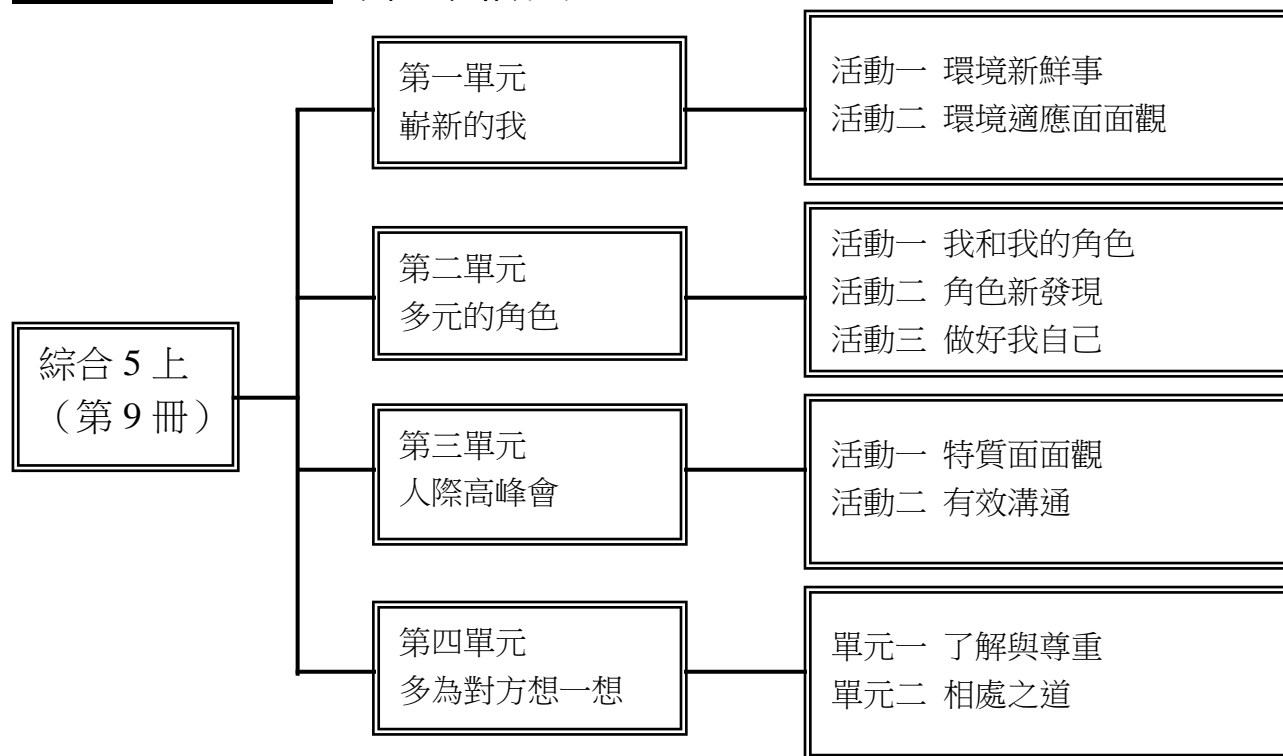 綜合 5 上
（第 9 冊）
第一單元
嶄新的我
活動一 環境新鮮事
活動二 環境適應面面觀
第二單元
多元的角色
活動一 我和我的角色
活動二 角色新發現
活動三 做好我自己
第三單元
人際高峰會
活動一 特質面面觀
活動二 有效溝通
第四單元
多為對方想一想
單元一 了解與尊重
單元二 相處之道